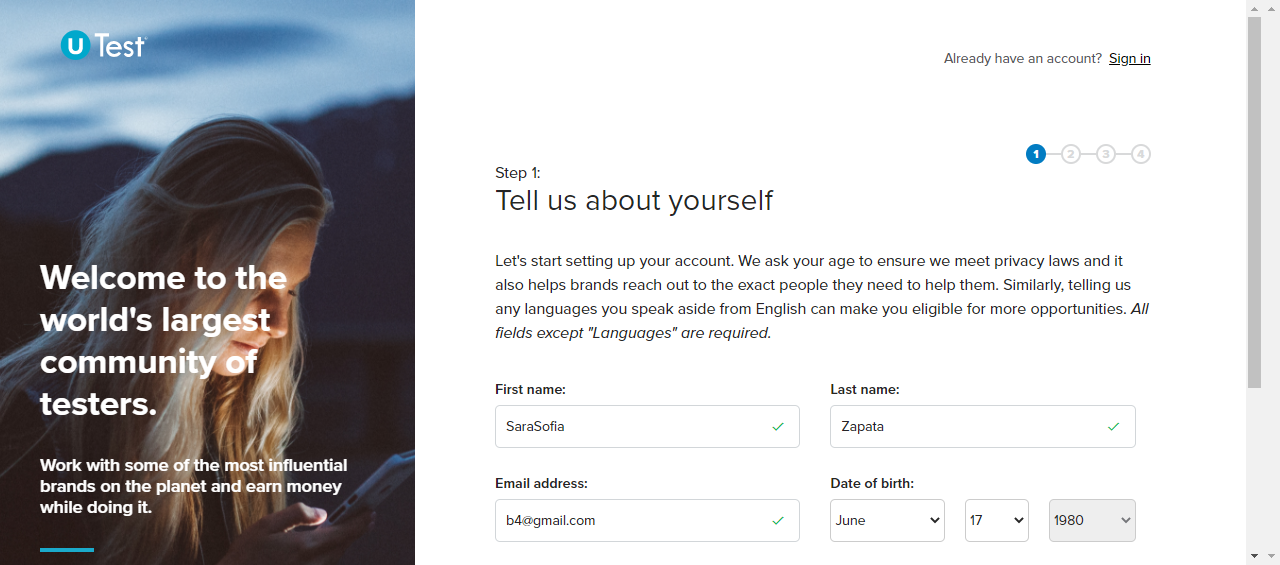 U Test
Already have an account? Sign in
1 2 3 4
Step 1:
Tell us about yourself
Let's start setting up your account. We ask your age to ensure we meet privacy laws and it
also helps brands reach out to the exact people they need to help them. Similarly, telling us
any languages you speak aside from English can make you eligible for more opportunities. All
fields except "Languages" are required.
Welcome to the
world's largest
community of
testers.
Work with some of the most influential
brands on the planet and earn money
while doing it.
First name: Last name:
SaraSofia Zapata
Email address: Date of birth:
b4@gmail.com June 17 1980